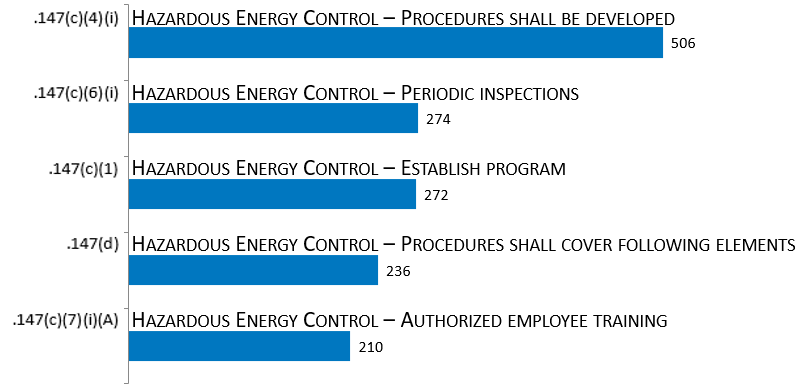 .147(c)(4)(i) Hazardous Energy Control – Procedures shall be developed
506
.147(c)(6)(i) Hazardous Energy Control – Periodic inspections
274
.147(c)(1) Hazardous Energy Control – Establish program
272
.147(d) Hazardous Energy Control – Procedures shall cover following elements
236
.147(c)(7)(i)(A) Hazardous Energy Control – Authorized employee training
210